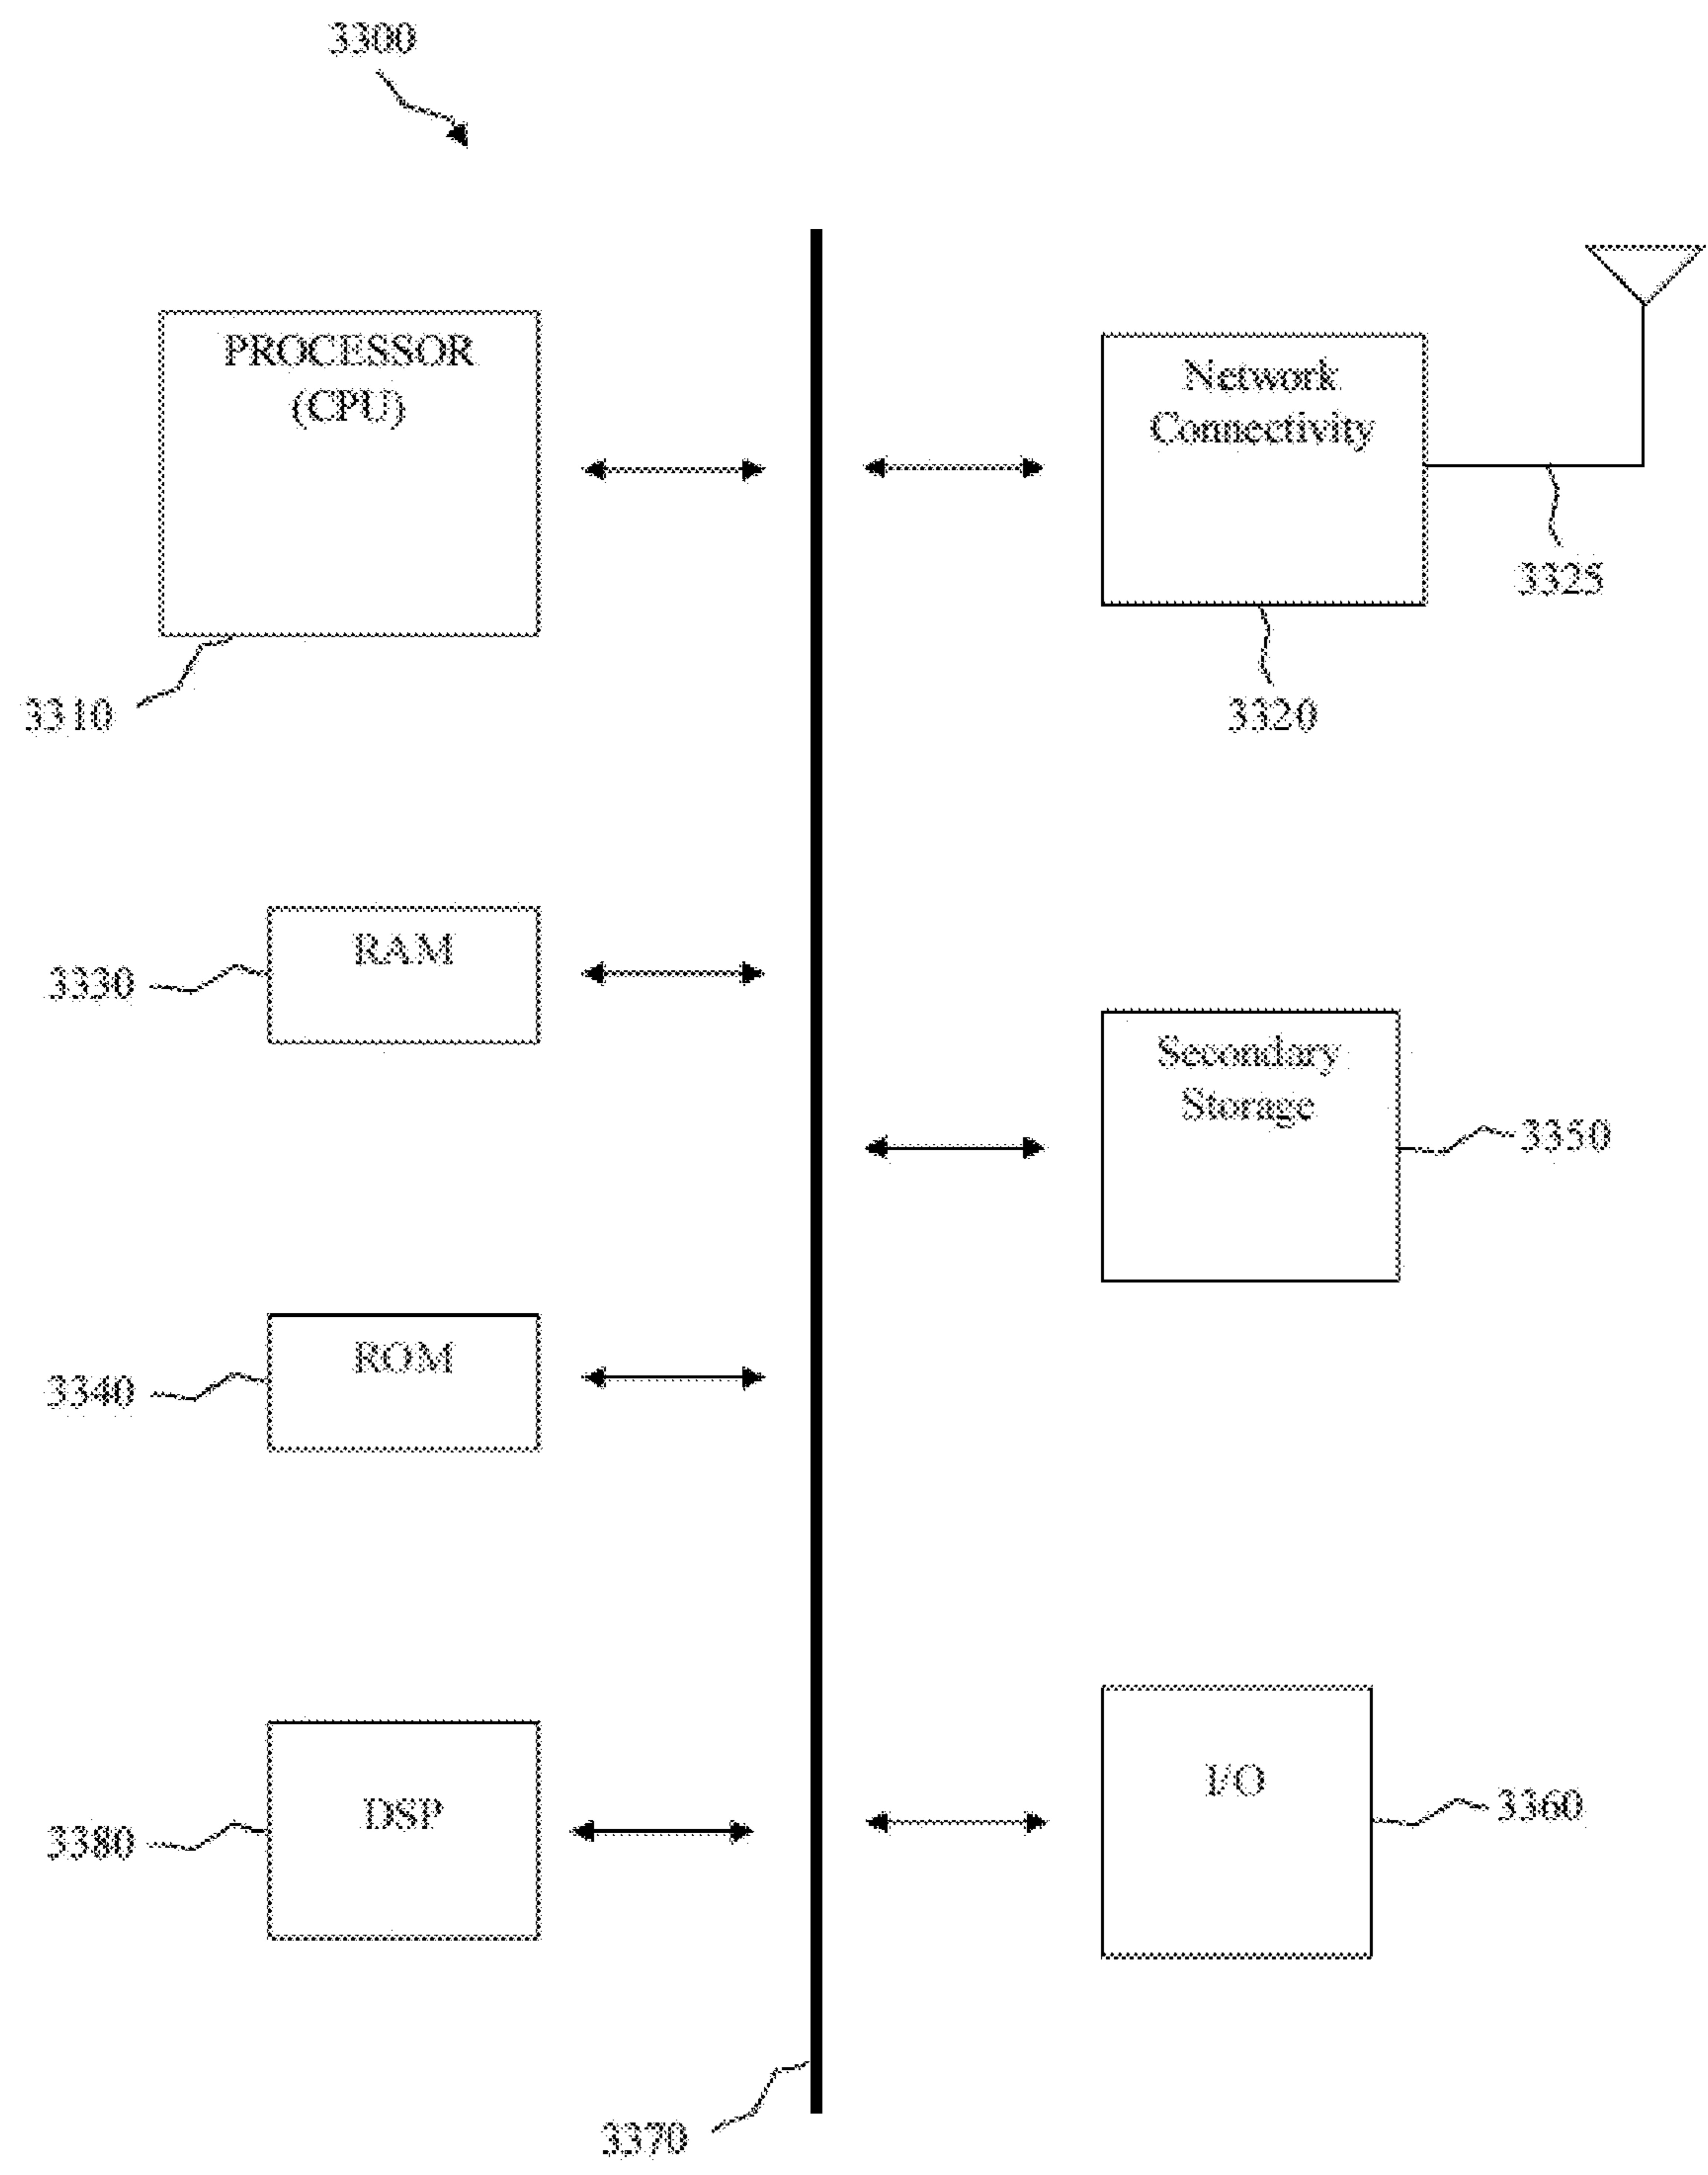 3300
PROCESSOR
(CPU)
3310
Network
Connectivity
3325
3320
RAM
3330
Secondary
Storage
3350
ROM
3340
DSP
3380
I/O
3360
3370